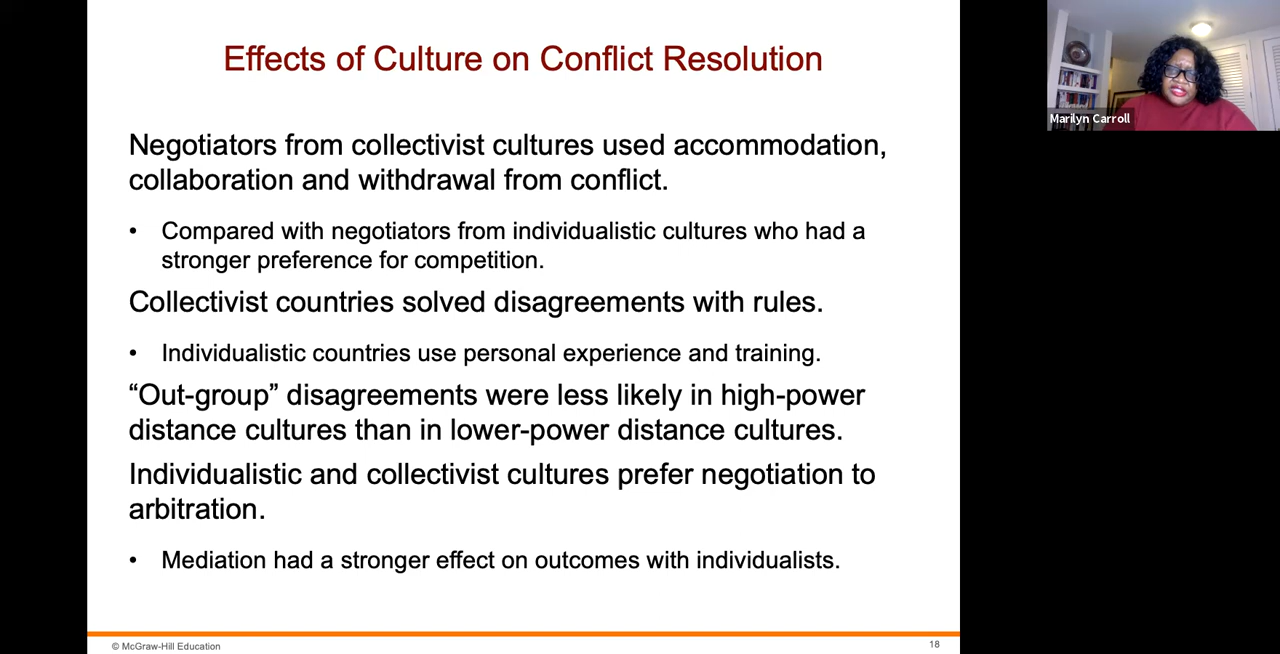 Effects of Culture on Conflict Resolution
Marilyn Carroll
Negotiators from collectivist cultures used accommodation,
collaboration and withdrawal from conflict.
• Compared with negotiators from individualistic cultures who had a
stronger preference for competition.
Collectivist countries solved disagreements with rules.
• Individualistic countries use personal experience and training.
“Out-group” disagreements were less likely in high-power
distance cultures than in lower-power distance cultures.
Individualistic and collectivist cultures prefer negotiation to
arbitration.
• Mediation had a stronger effect on outcomes with individualists.
© McGraw-Hill Education
18